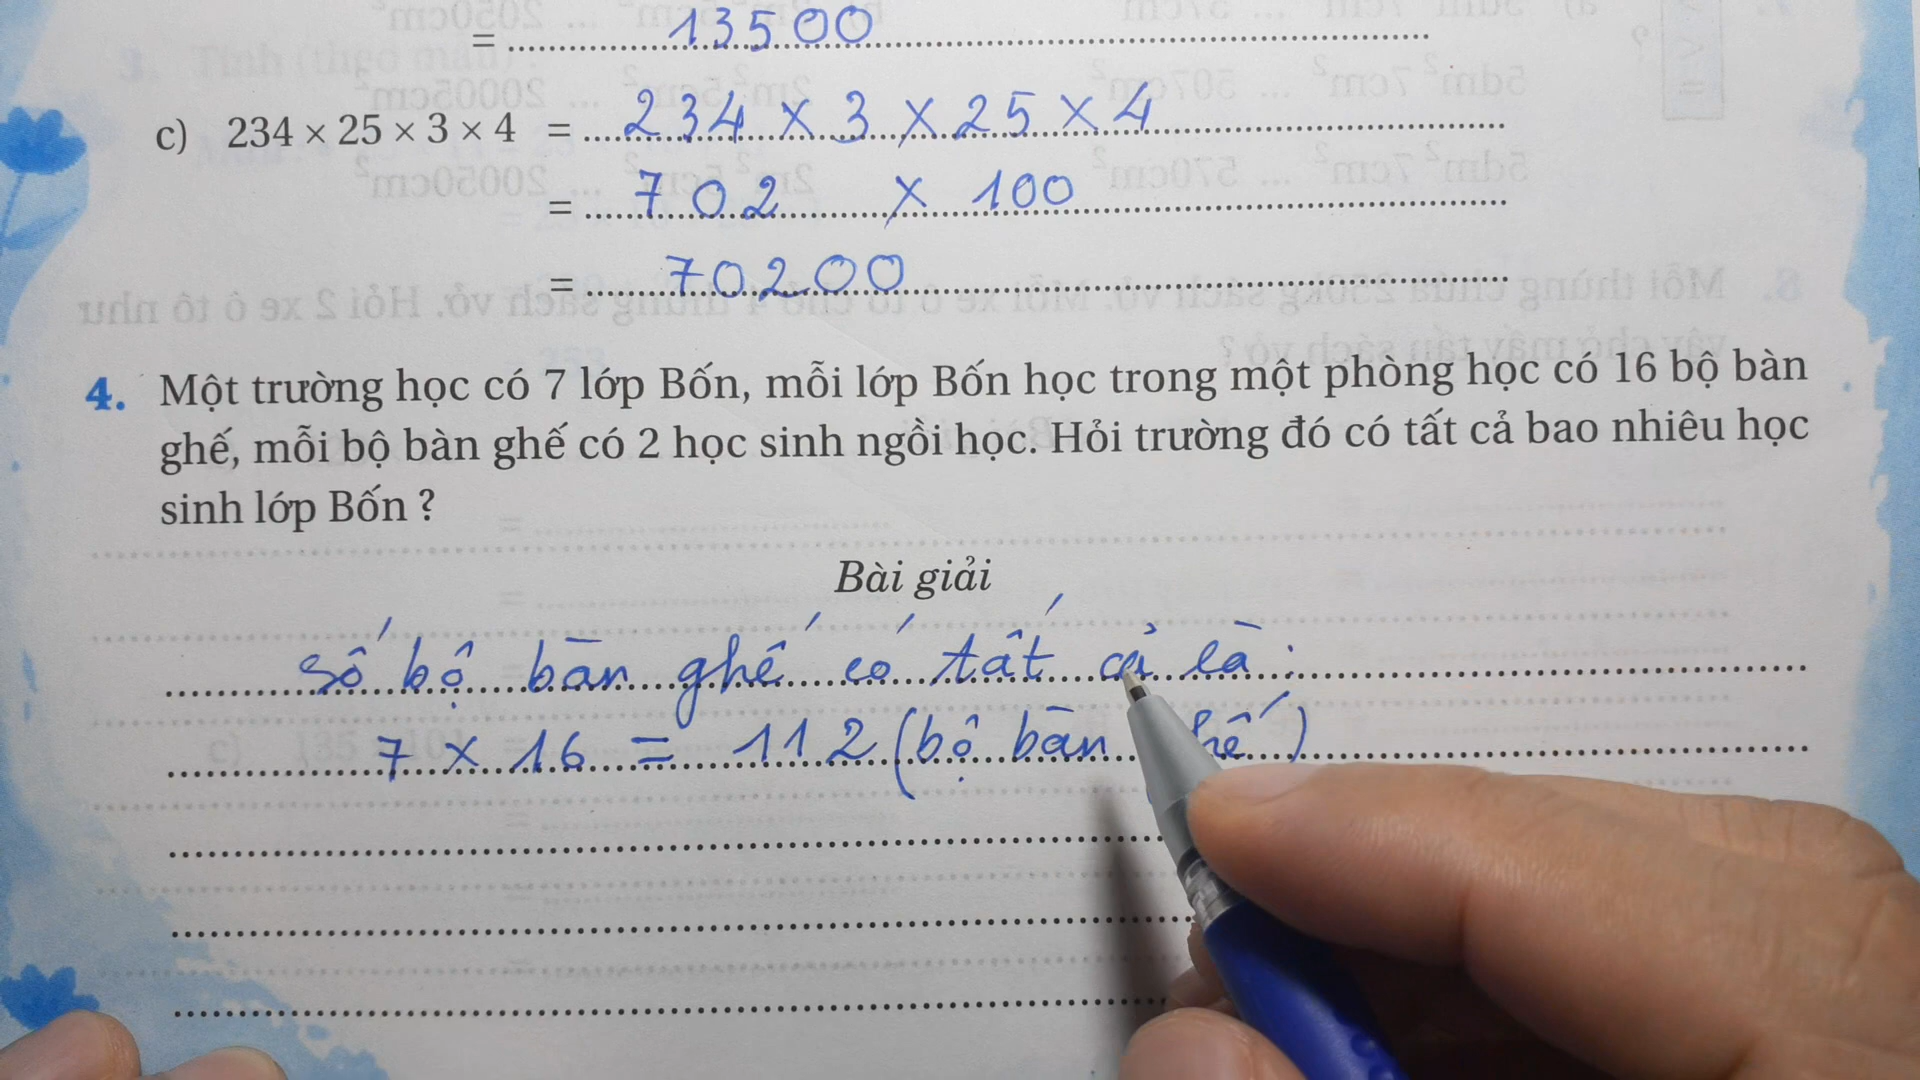 = 13500
c) 234 × 25 × 3 × 4 = 234 × 3 × 25 × 4
= 702 × 100
= 70200
4. Một trường học có 7 lớp Bốn, mỗi lớp Bốn học trong một phòng học có 16 bộ bàn
ghế, mỗi bộ bàn ghế có 2 học sinh ngồi học. Hỏi trường đó có tất cả bao nhiêu học
sinh lớp Bốn ?
Bài giải
Số bộ bàn ghế có tất cả là :
7 × 16 = 112 (bộ bàn